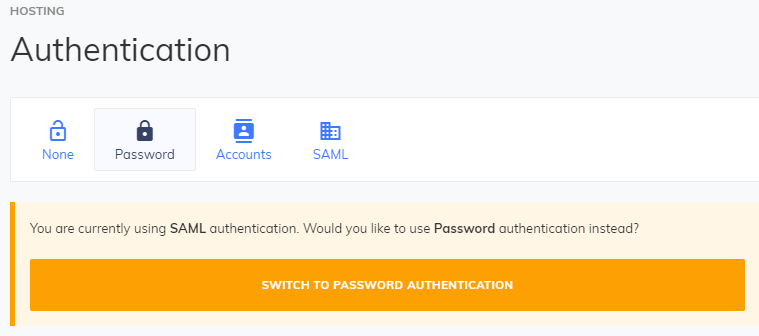 HOSTING
Authentication
None
Password
Accounts
SAML
You are currently using SAML authentication. Would you like to use Password authentication instead?
SWITCH TO PASSWORD AUTHENTICATION